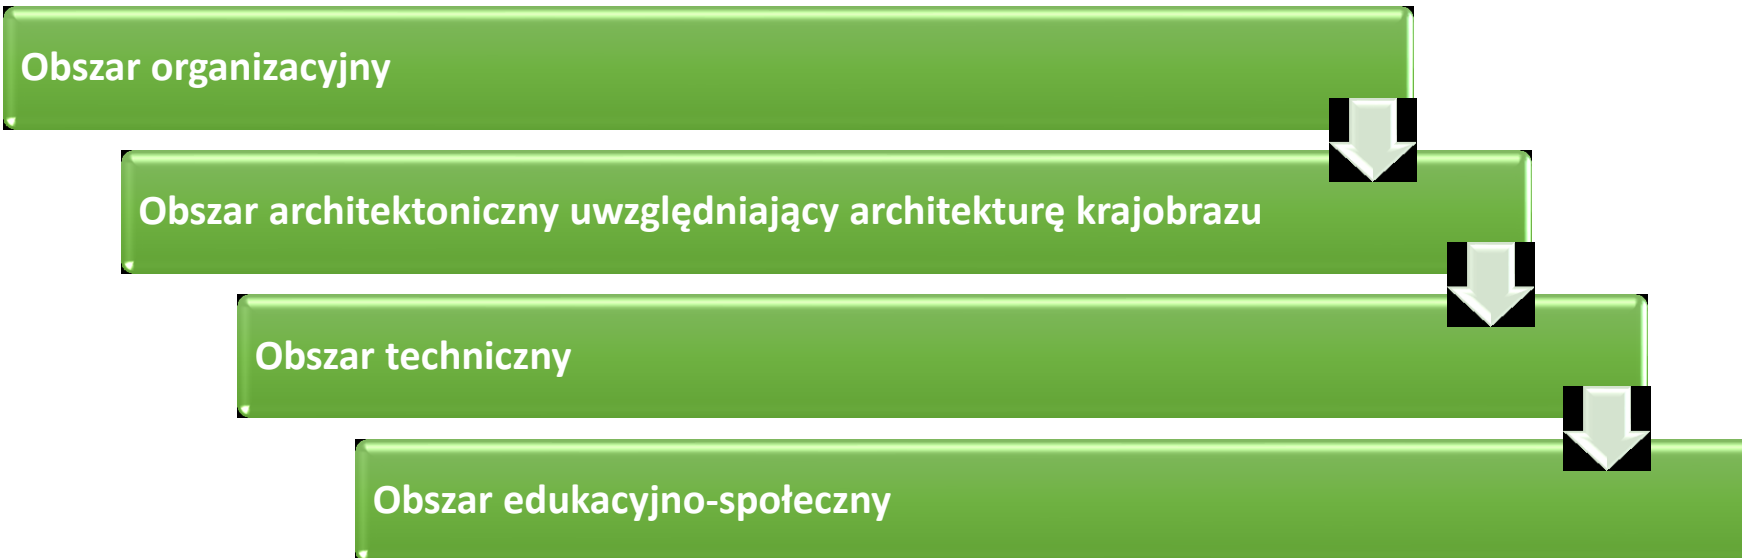 Obszar organizacyjny
Obszar architektoniczny uwzględniający architekturę krajobrazu
Obszar techniczny
Obszar edukacyjno-społeczny